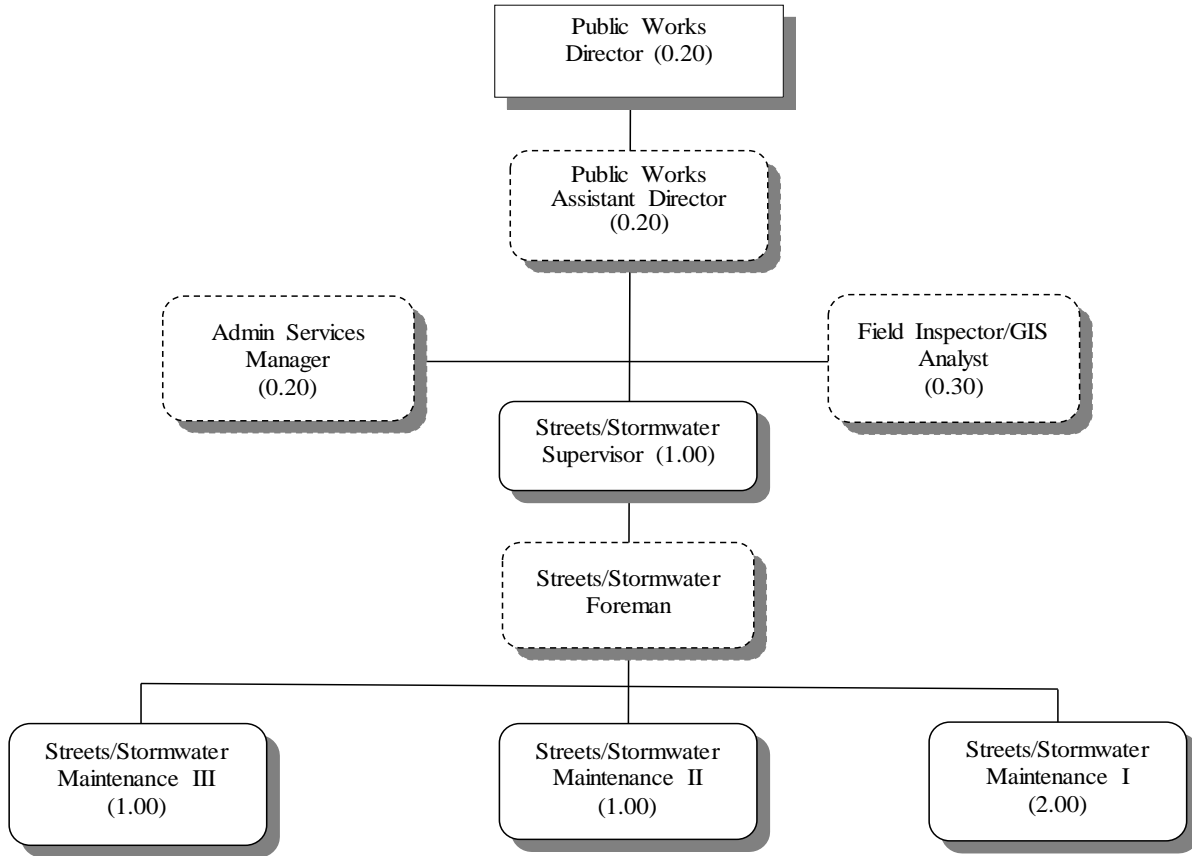 Public Works
Director (0.20)
Public Works
Assistant Director
(0.20)
Admin Services
Manager
(0.20)
Field Inspector/GIS
Analyst
(0.30)
Streets/Stormwater
Supervisor (1.00)
Streets/Stormwater
Foreman
Streets/Stormwater
Maintenance III
(1.00)
Streets/Stormwater
Maintenance II
(1.00)
Streets/Stormwater
Maintenance I
(2.00)